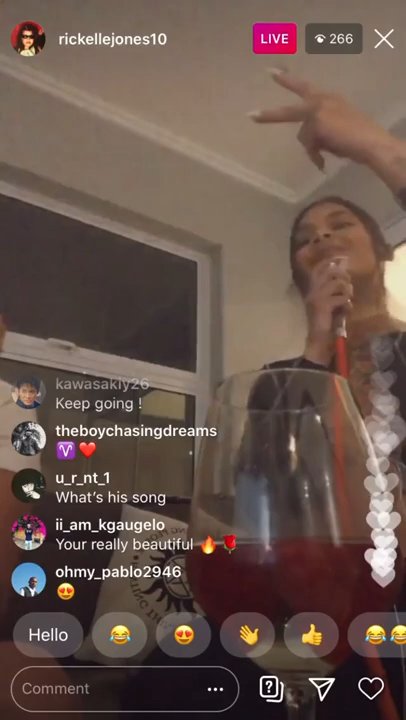 rickellejones10
LIVE
266
kawasakiy26
Keep going !
theboychasingdreams
♈❤️
u_r_nt_1
What's his song
ii_am_kgaugelo
Your really beautiful 🔥🌹
ohmy_pablo2946
😍
Hello 😂 😍 👋 👍 😂😂
Comment